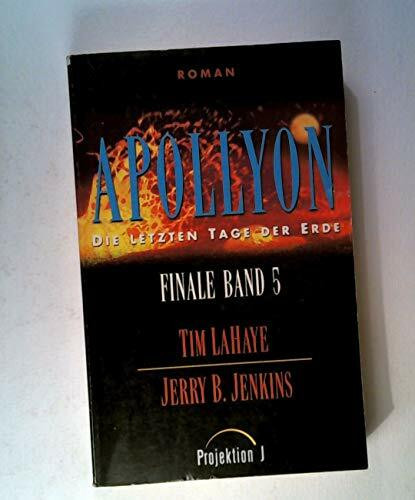 ROMAN
APOLLYON
DIE LETZTEN TAGE DER ERDE
FINALE BAND 5
TIM LAHAYE
JERRY B. JENKINS
Projektion J